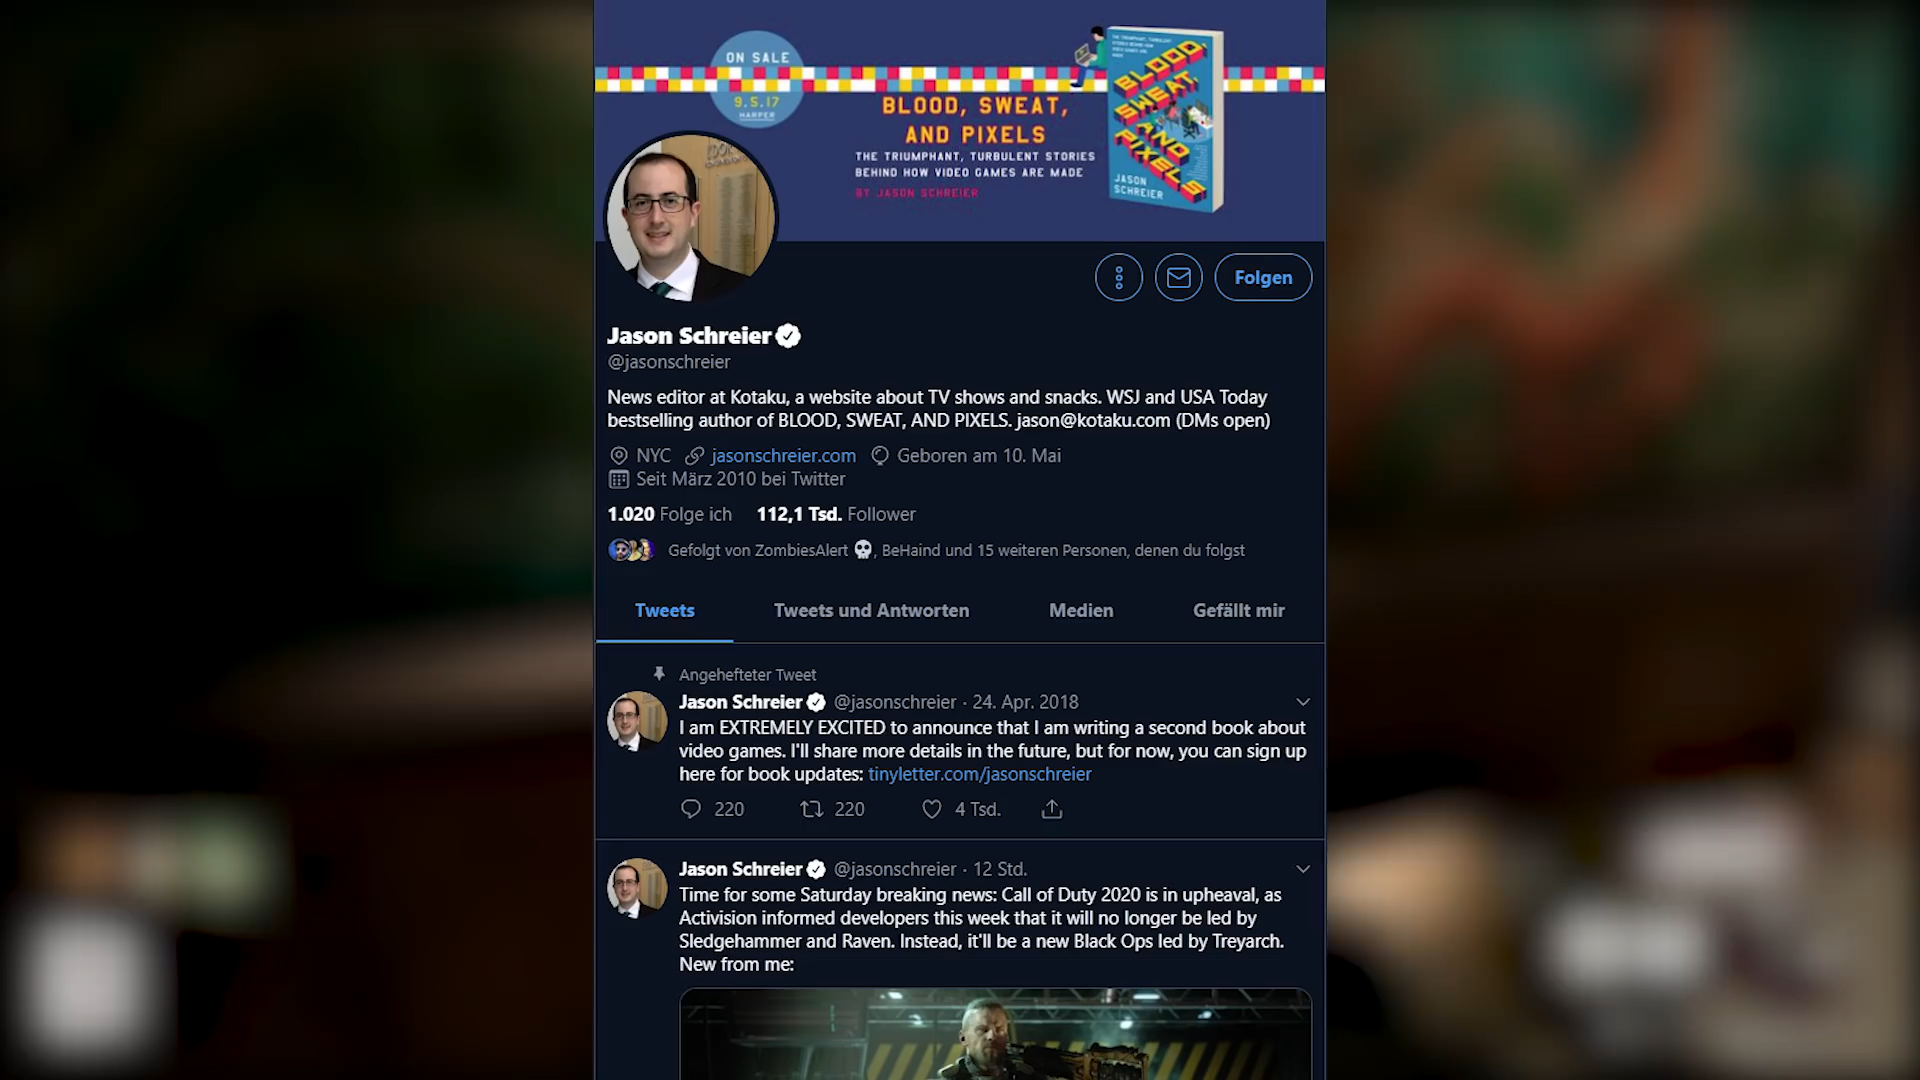 ON SALE
9.5.17
HARPER
BLOOD, SWEAT,
AND PIXELS
THE TRIUMPHANT, TURBULENT STORIES
BEHIND HOW VIDEO GAMES ARE MADE
BY JASON SCHREIER
BLOOD,
SWEAT,
AND
PIXELS
JASON
SCHREIER
Folgen
Jason Schreier
@jasonschreier
News editor at Kotaku, a website about TV shows and snacks. WSJ and USA Today
bestselling author of BLOOD, SWEAT, AND PIXELS. jason@kotaku.com (DMs open)
NYC jasonschreier.com Geboren am 10. Mai
Seit März 2010 bei Twitter
1.020 Folge ich 112,1 Tsd. Follower
Gefolgt von ZombiesAlert 💀, BeHaind und 15 weiteren Personen, denen du folgst
Tweets Tweets und Antworten Medien Gefällt mir
Angehefteter Tweet
Jason Schreier @jasonschreier · 24. Apr. 2018
I am EXTREMELY EXCITED to announce that I am writing a second book about
video games. I'll share more details in the future, but for now, you can sign up
here for book updates: tinyletter.com/jasonschreier
220 220 4 Tsd.
Jason Schreier @jasonschreier · 12 Std.
Time for some Saturday breaking news: Call of Duty 2020 is in upheaval, as
Activision informed developers this week that it will no longer be led by
Sledgehammer and Raven. Instead, it'll be a new Black Ops led by Treyarch.
New from me: